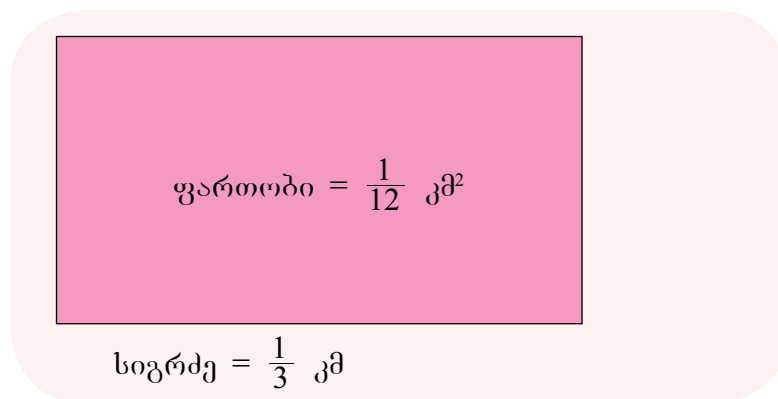 ფართობი = 1/12 კმ²
სიგრძე = 1/3 კმ